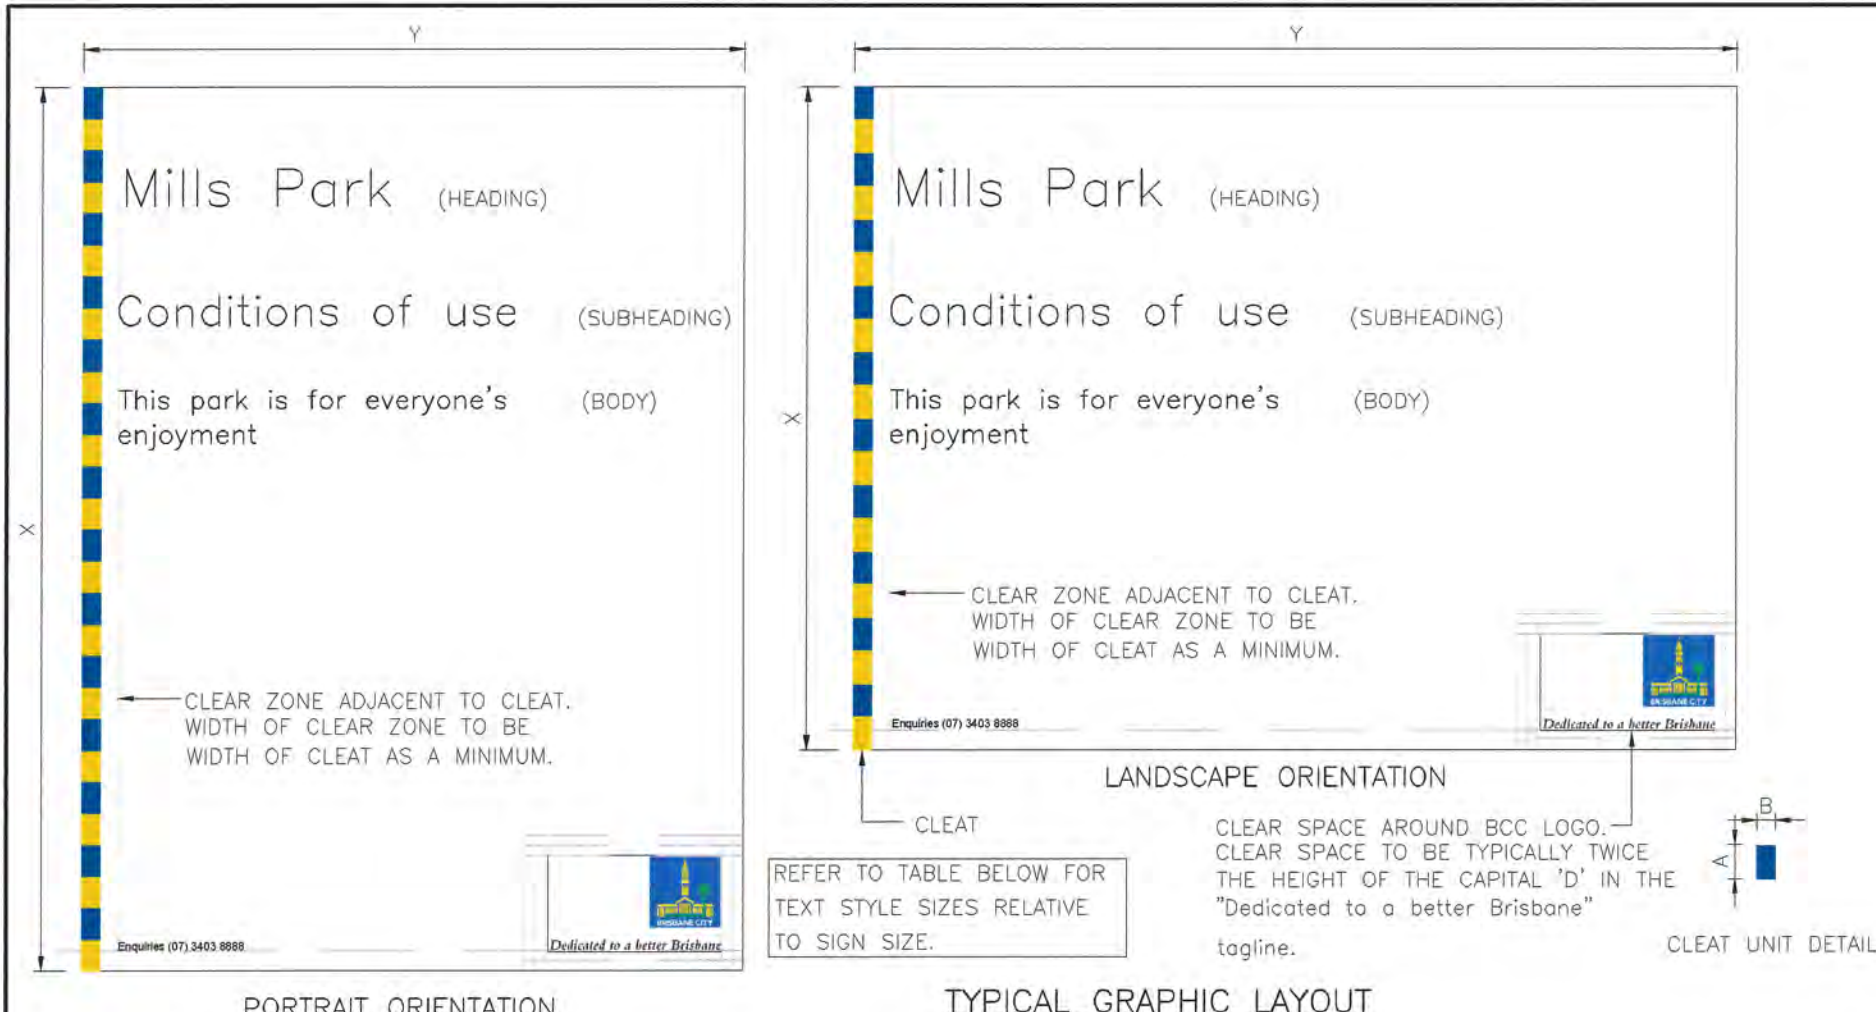 Y
X
Mills Park (HEADING)
Conditions of use (SUBHEADING)
This park is for everyone's (BODY)
enjoyment
CLEAR ZONE ADJACENT TO CLEAT.
WIDTH OF CLEAR ZONE TO BE
WIDTH OF CLEAT AS A MINIMUM.
BRISBANE CITY
Enquiries (07) 3403 8888
Dedicated to a better Brisbane
PORTRAIT ORIENTATION
Y
X
Mills Park (HEADING)
Conditions of use (SUBHEADING)
This park is for everyone's (BODY)
enjoyment
CLEAR ZONE ADJACENT TO CLEAT.
WIDTH OF CLEAR ZONE TO BE
WIDTH OF CLEAT AS A MINIMUM.
BRISBANE CITY
Enquiries (07) 3403 8888
Dedicated to a better Brisbane
LANDSCAPE ORIENTATION
CLEAT
REFER TO TABLE BELOW FOR
TEXT STYLE SIZES RELATIVE
TO SIGN SIZE.
CLEAR SPACE AROUND BCC LOGO.
CLEAR SPACE TO BE TYPICALLY TWICE
THE HEIGHT OF THE CAPITAL 'D' IN THE
"Dedicated to a better Brisbane"
tagline.
B
A
CLEAT UNIT DETAIL
TYPICAL GRAPHIC LAYOUT